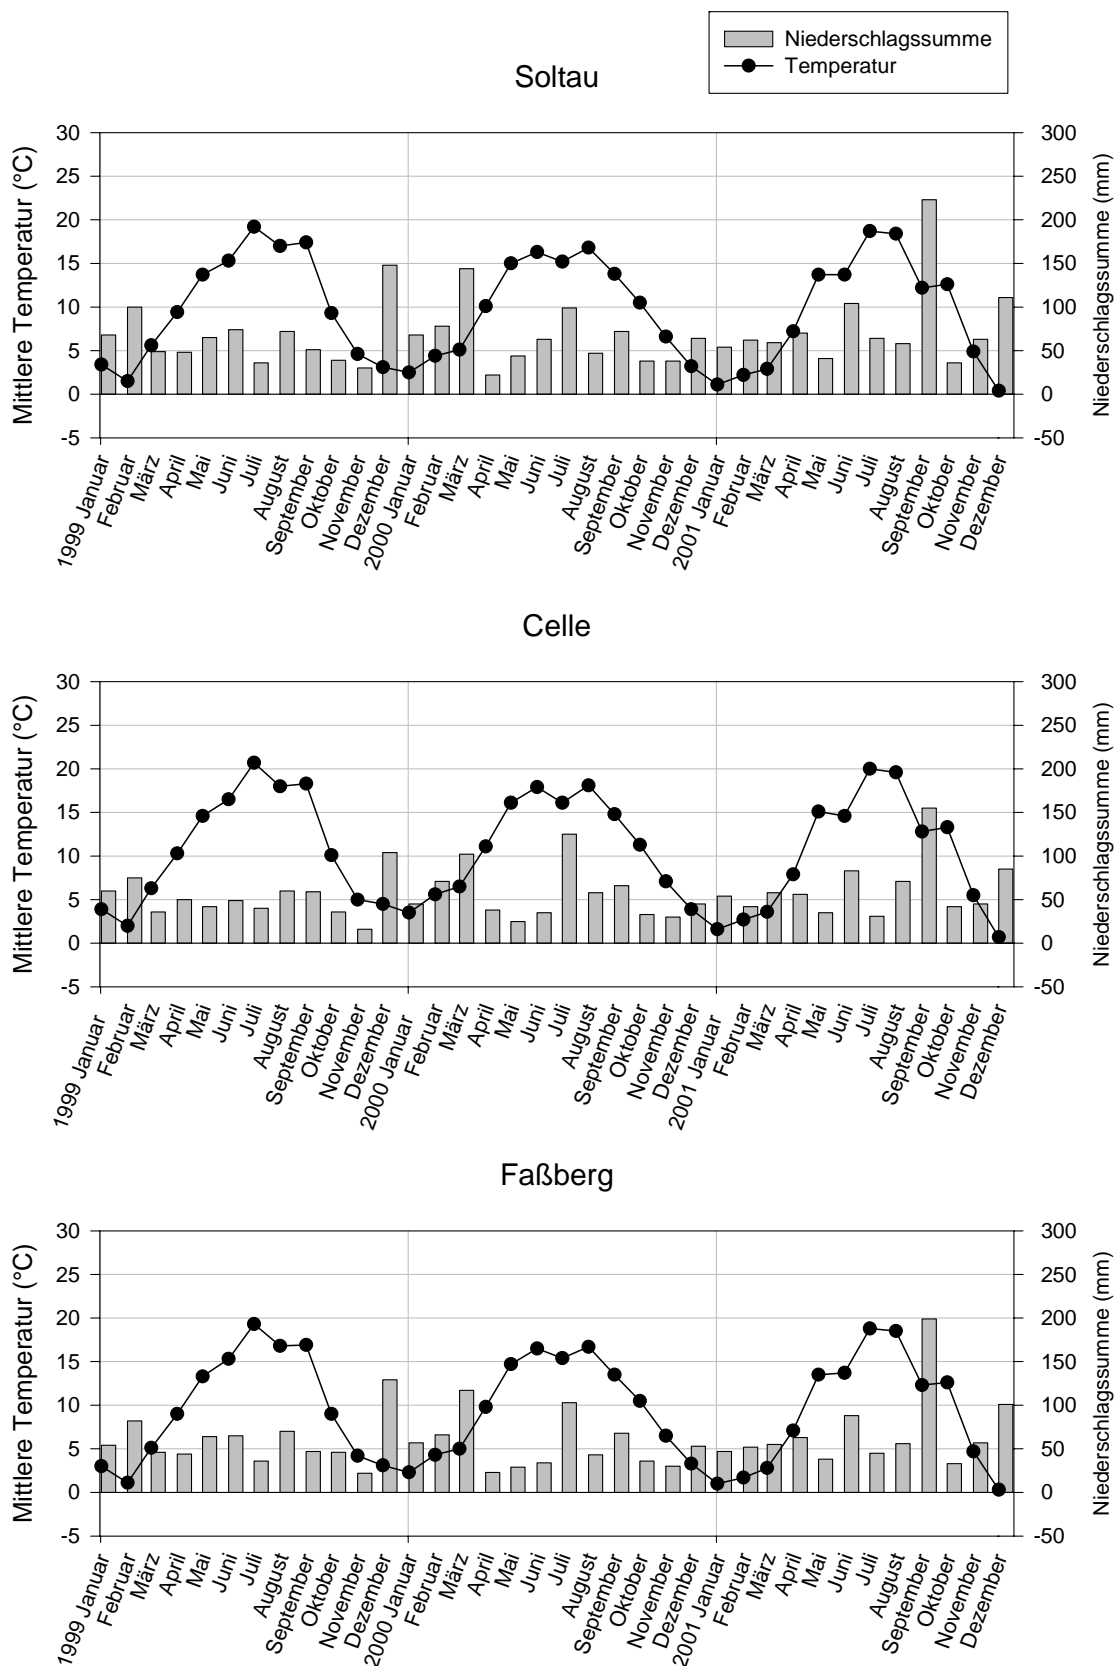 Niederschlagssumme
Temperatur
Soltau
Mittlere Temperatur (°C)
30
25
20
15
10
5
0
-5
300
250
200
150
100
50
0
-50
Niederschlagssumme (mm)
1999 Januar
Februar
März
April
Mai
Juni
Juli
August
September
Oktober
November
Dezember
2000 Januar
Februar
März
April
Mai
Juni
Juli
August
September
Oktober
November
Dezember
2001 Januar
Februar
März
April
Mai
Juni
Juli
August
September
Oktober
November
Dezember
Celle
Mittlere Temperatur (°C)
30
25
20
15
10
5
0
-5
300
250
200
150
100
50
0
-50
Niederschlagssumme (mm)
1999 Januar
Februar
März
April
Mai
Juni
Juli
August
September
Oktober
November
Dezember
2000 Januar
Februar
März
April
Mai
Juni
Juli
August
September
Oktober
November
Dezember
2001 Januar
Februar
März
April
Mai
Juni
Juli
August
September
Oktober
November
Dezember
Faßberg
Mittlere Temperatur (°C)
30
25
20
15
10
5
0
-5
300
250
200
150
100
50
0
-50
Niederschlagssumme (mm)
1999 Januar
Februar
März
April
Mai
Juni
Juli
August
September
Oktober
November
Dezember
2000 Januar
Februar
März
April
Mai
Juni
Juli
August
September
Oktober
November
Dezember
2001 Januar
Februar
März
April
Mai
Juni
Juli
August
September
Oktober
November
Dezember